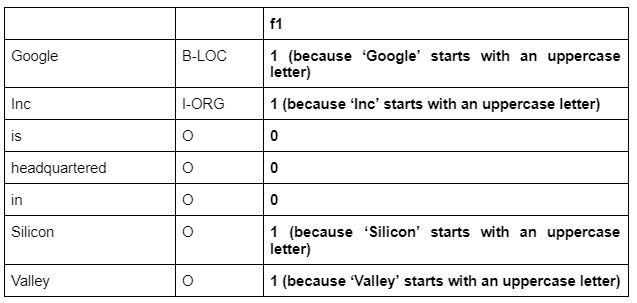 f1
Google B-LOC 1 (because ‘Google’ starts with an uppercase
letter)
Inc I-ORG 1 (because ‘Inc’ starts with an uppercase letter)
is O 0
headquartered O 0
in O 0
Silicon O 1 (because ‘Silicon’ starts with an uppercase
letter)
Valley O 1 (because ‘Valley’ starts with an uppercase letter)